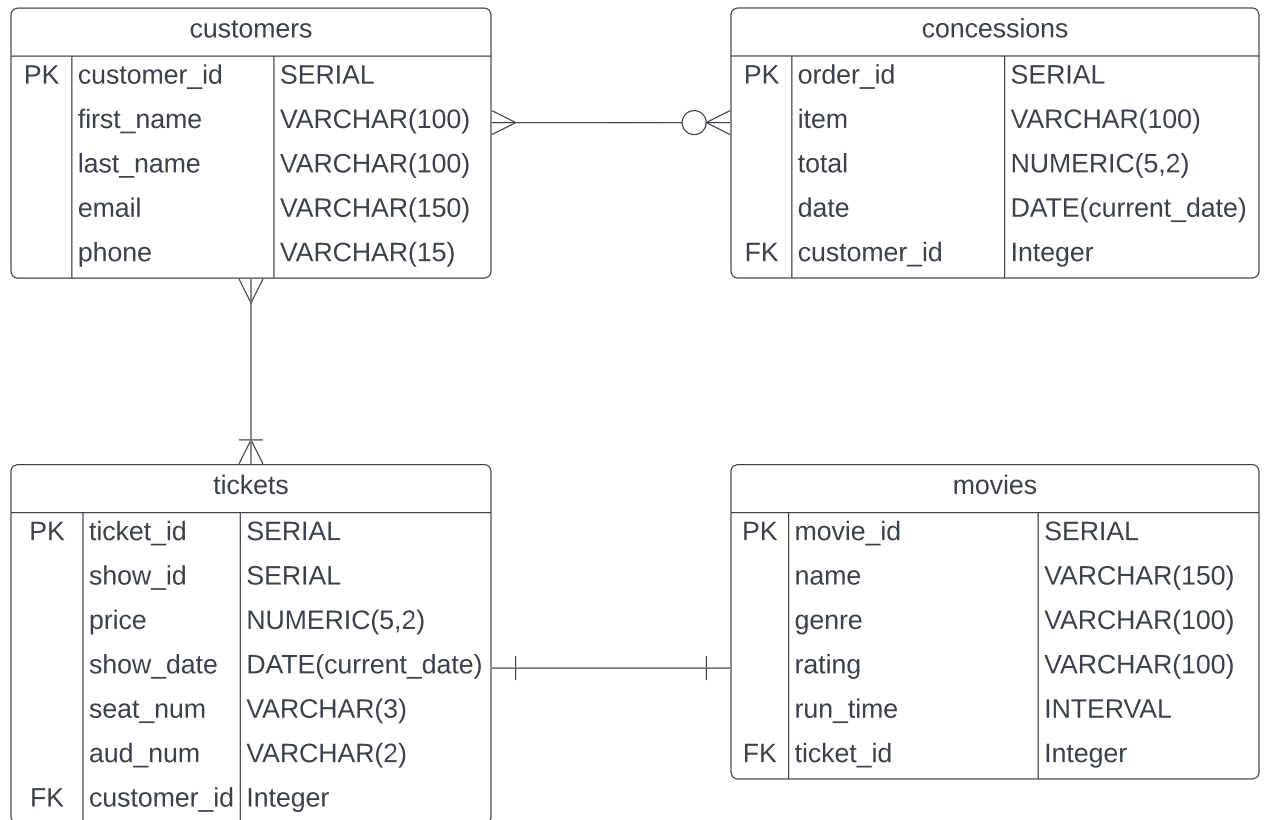 customers
PK customer_id SERIAL
first_name VARCHAR(100)
last_name VARCHAR(100)
email VARCHAR(150)
phone VARCHAR(15)
concessions
PK order_id SERIAL
item VARCHAR(100)
total NUMERIC(5,2)
date DATE(current_date)
FK customer_id Integer
tickets
PK ticket_id SERIAL
show_id SERIAL
price NUMERIC(5,2)
show_date DATE(current_date)
seat_num VARCHAR(3)
aud_num VARCHAR(2)
FK customer_id Integer
movies
PK movie_id SERIAL
name VARCHAR(150)
genre VARCHAR(100)
rating VARCHAR(100)
run_time INTERVAL
FK ticket_id Integer